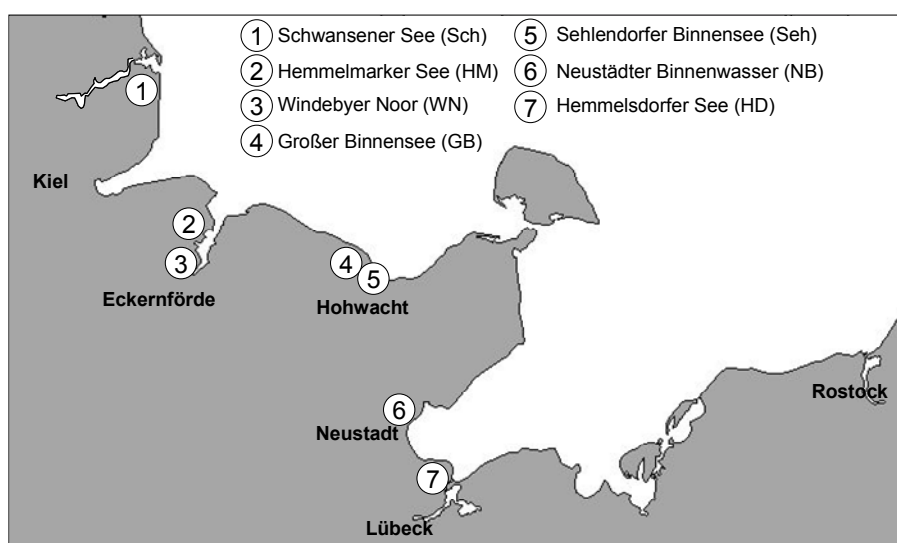 1 Schwansener See (Sch)
2 Hemmelmarker See (HM)
3 Windebyer Noor (WN)
4 Großer Binnensee (GB)
5 Sehlendorfer Binnensee (Seh)
6 Neustädter Binnenwasser (NB)
7 Hemmelsdorfer See (HD)
1
Kiel
2
3
Eckernförde
4
5
Hohwacht
6
Neustadt
7
Lübeck
Rostock